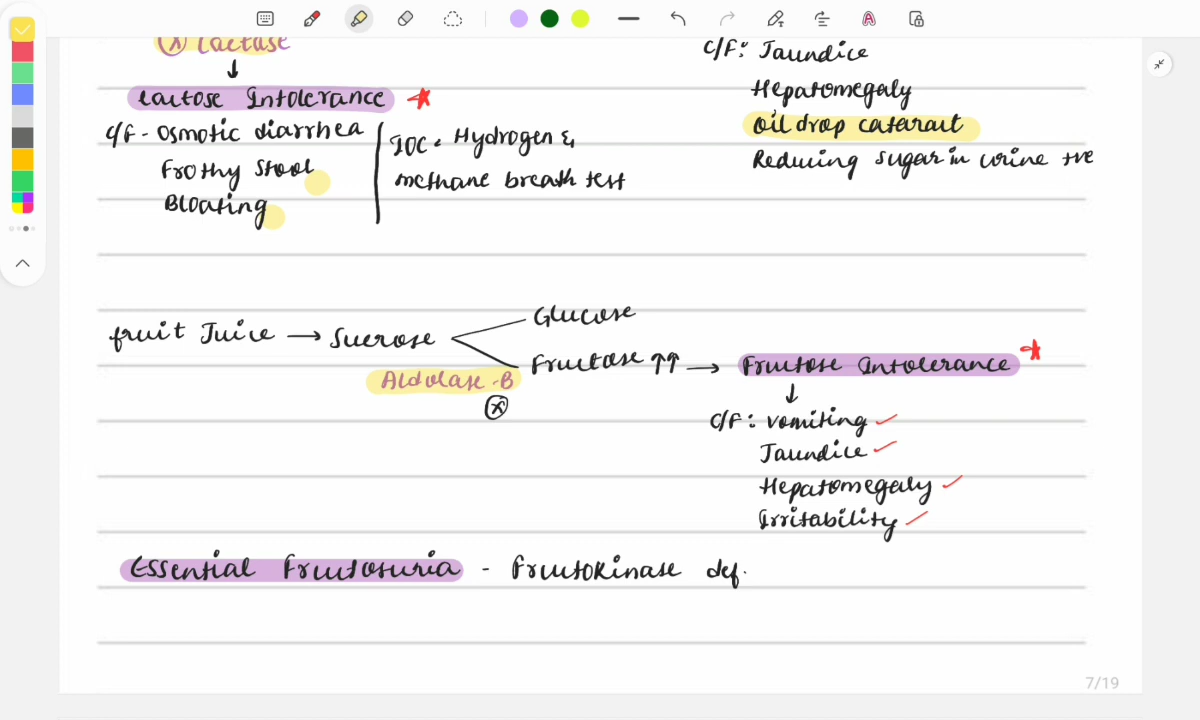 (x) Lactase
↓
Lactose Intolerance ★
C/F - Osmotic diarrhea
Frothy Stool
Bloating
IOC = Hydrogen &
methane breath test
C/F: Jaundice
Hepatomegaly
Oil drop catarait
Reducing sugar in urine +ve
fruit Juice → Sucrose
Glucose
Fructose ↑↑ → Fructose Intolerance ★
Aldolase -B
(x)
↓
C/F: Vomiting ✓
Jaundice ✓
Hepatomegaly ✓
Irritability ✓
Essential Fructosuria - Fructokinase def.
7/19